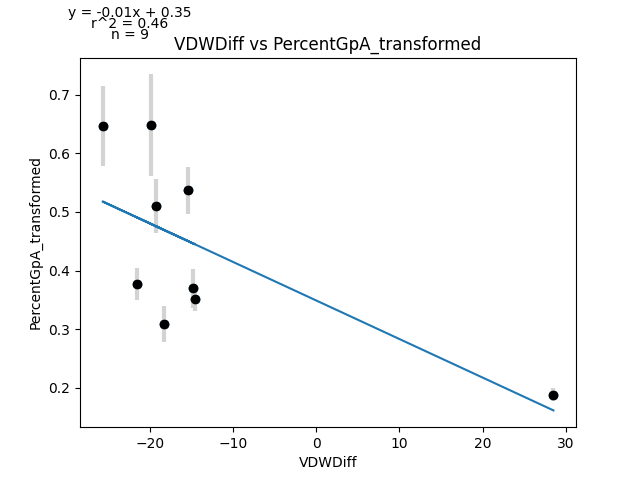 y = -0.01x + 0.35
r^2 = 0.46
n = 9
VDWDiff vs PercentGpA_transformed
PercentGpA_transformed
0.7
0.6
0.5
0.4
0.3
0.2
−20
−10
0
10
20
30
VDWDiff